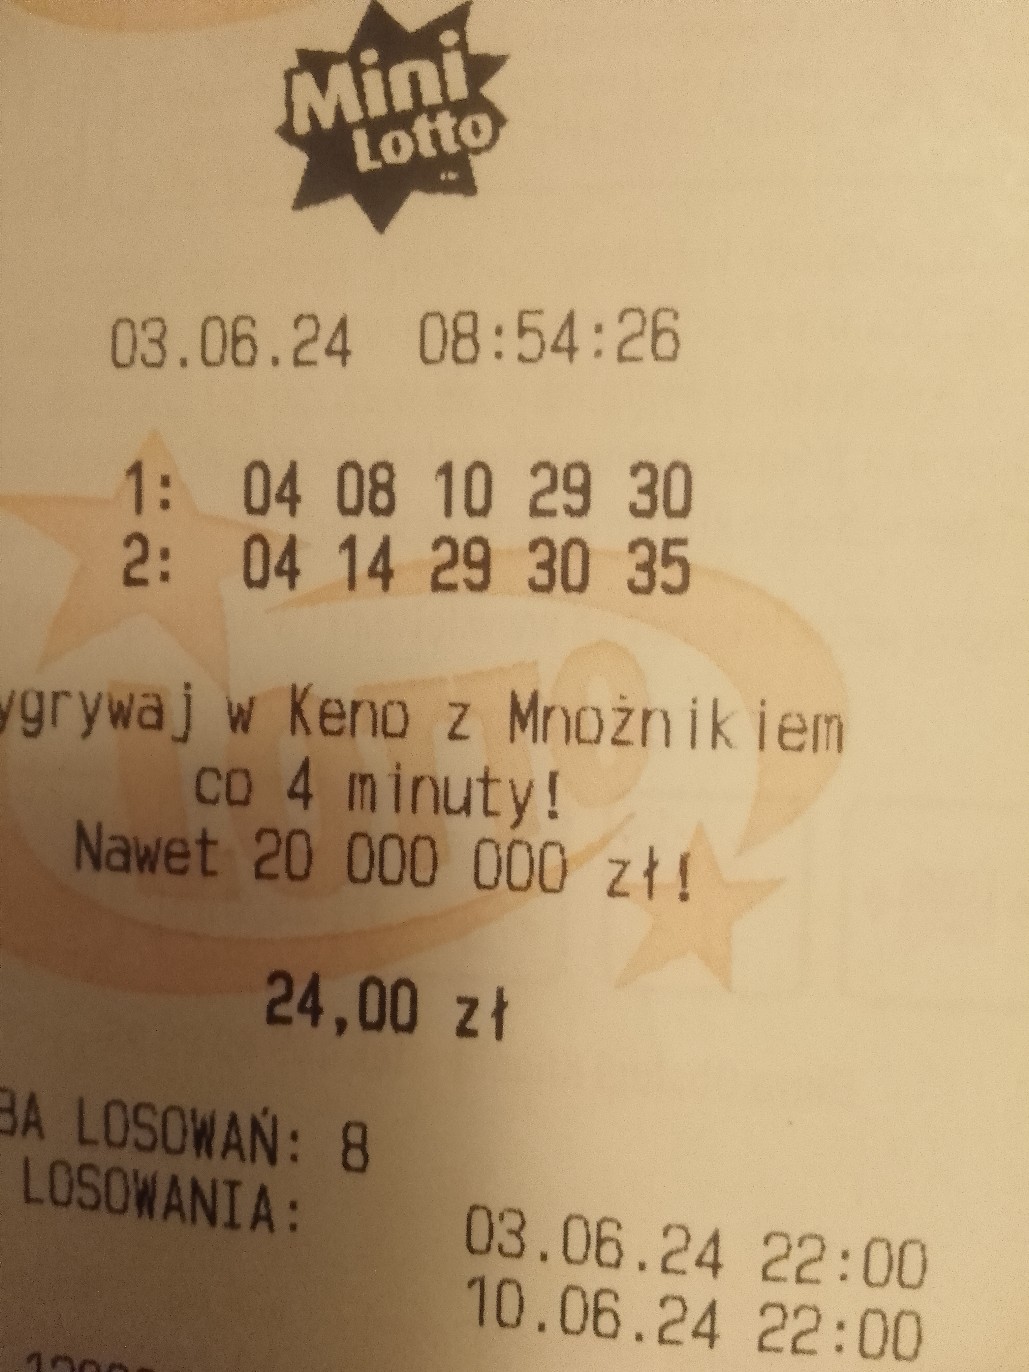 Mini
Lotto
03.06.24 08:54:26
1: 04 08 10 29 30
2: 04 14 29 30 35
ygrywaj w Keno z Mnożnikiem
co 4 minuty!
Nawet 20 000 000 zł!
LOTTO
24,00 zł
BA LOSOWAŃ: 8
LOSOWANIA:
03.06.24 22:00
10.06.24 22:00